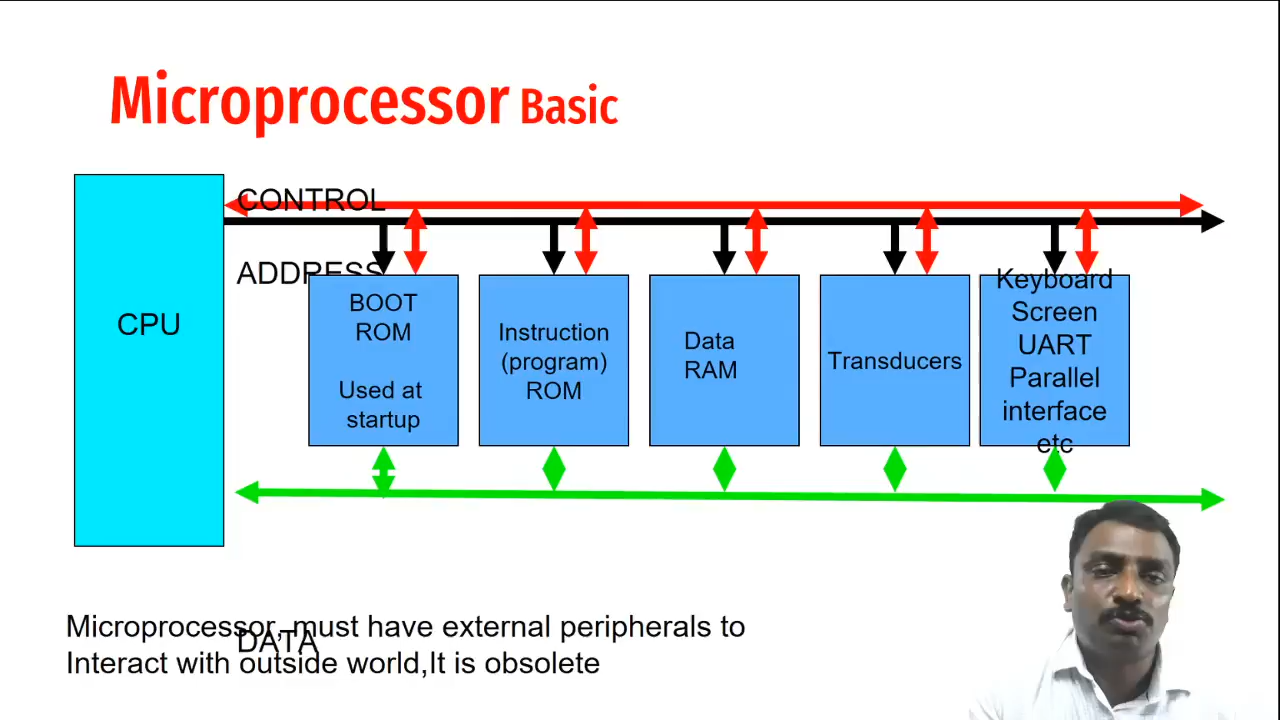 Microprocessor Basic
CONTROL
ADDRESS
CPU
BOOT
ROM
Used at
startup
Instruction
(program)
ROM
Data
RAM
Transducers
Keyboard
Screen
UART
Parallel
interface
etc
Microprocessor, must have external peripherals to
DATA
Interact with outside world,It is obsolete